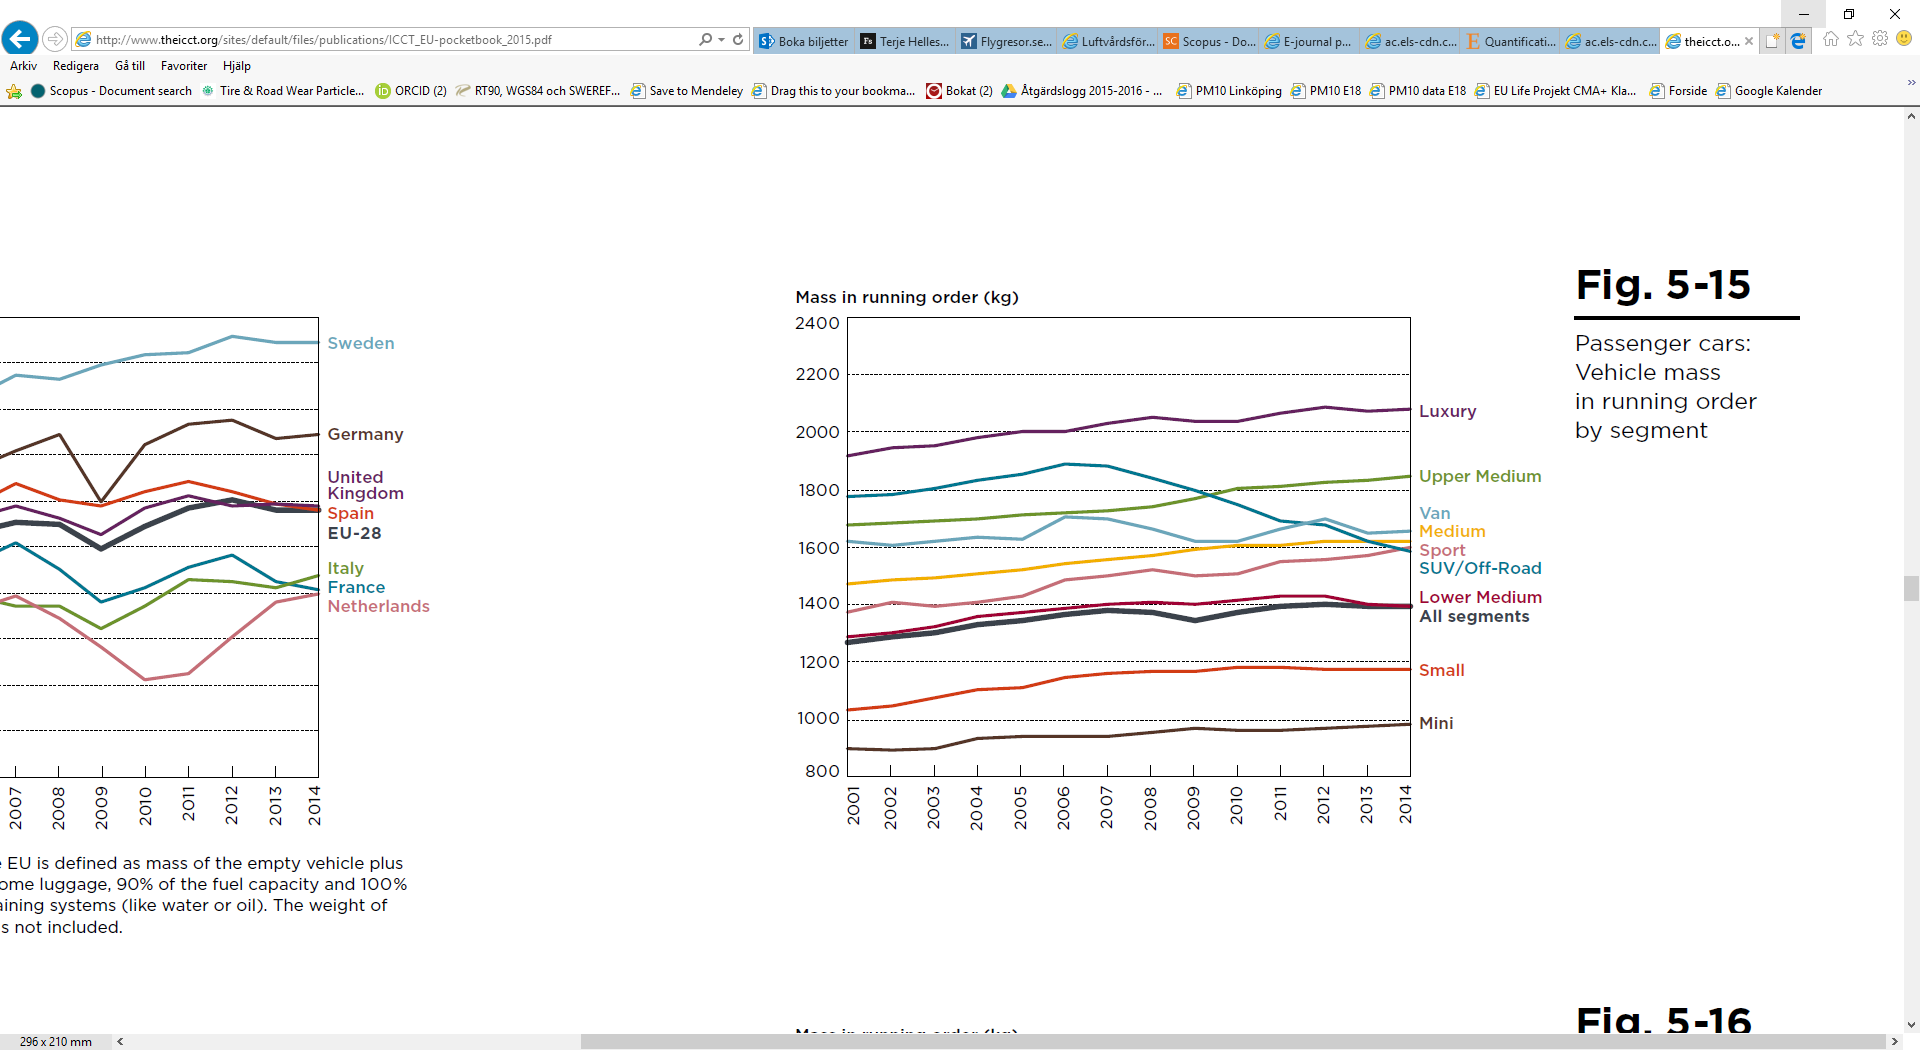 http://www.theicct.org/sites/default/files/publications/ICCT_EU-pocketbook_2015.pdf
Boka biljetter
Terje Helles...
Flygresor.se...
Luftvårdsför...
Scopus - Do...
E-journal p...
ac.els-cdn.c...
Quantificati...
ac.els-cdn.c...
theicct.o...
Arkiv Redigera Gå till Favoriter Hjälp
Scopus - Document search
Tire & Road Wear Particle...
ORCID (2)
RT90, WGS84 och SWEREF...
Save to Mendeley
Drag this to your bookma...
Bokat (2)
Åtgärdslogg 2015-2016 - ...
PM10 Linköping
PM10 E18
PM10 data E18
EU Life Projekt CMA+ Kla...
Forside
Google Kalender
Sweden
Germany
United
Kingdom
Spain
EU-28
Italy
France
Netherlands
2007 2008 2009 2010 2011 2012 2013 2014
EU is defined as mass of the empty vehicle plus
ome luggage, 90% of the fuel capacity and 100%
aining systems (like water or oil). The weight of
s not included.
Mass in running order (kg)
2400
2200
2000
1800
1600
1400
1200
1000
800
2001 2002 2003 2004 2005 2006 2007 2008 2009 2010 2011 2012 2013 2014
Luxury
Upper Medium
Van
Medium
Sport
SUV/Off-Road
Lower Medium
All segments
Small
Mini
Fig. 5-15
Passenger cars:
Vehicle mass
in running order
by segment
Mass in running order (kg)
Fig. 5-16
296 x 210 mm